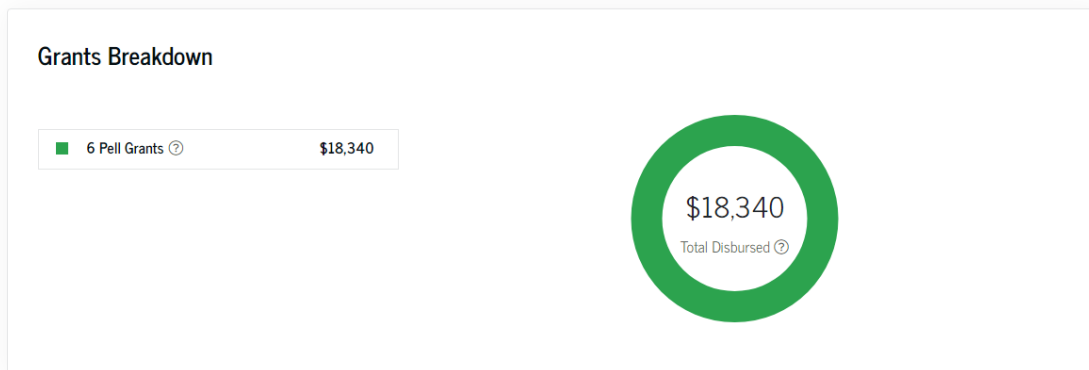 Grants Breakdown
6 Pell Grants ? $18,340
$18,340
Total Disbursed ?